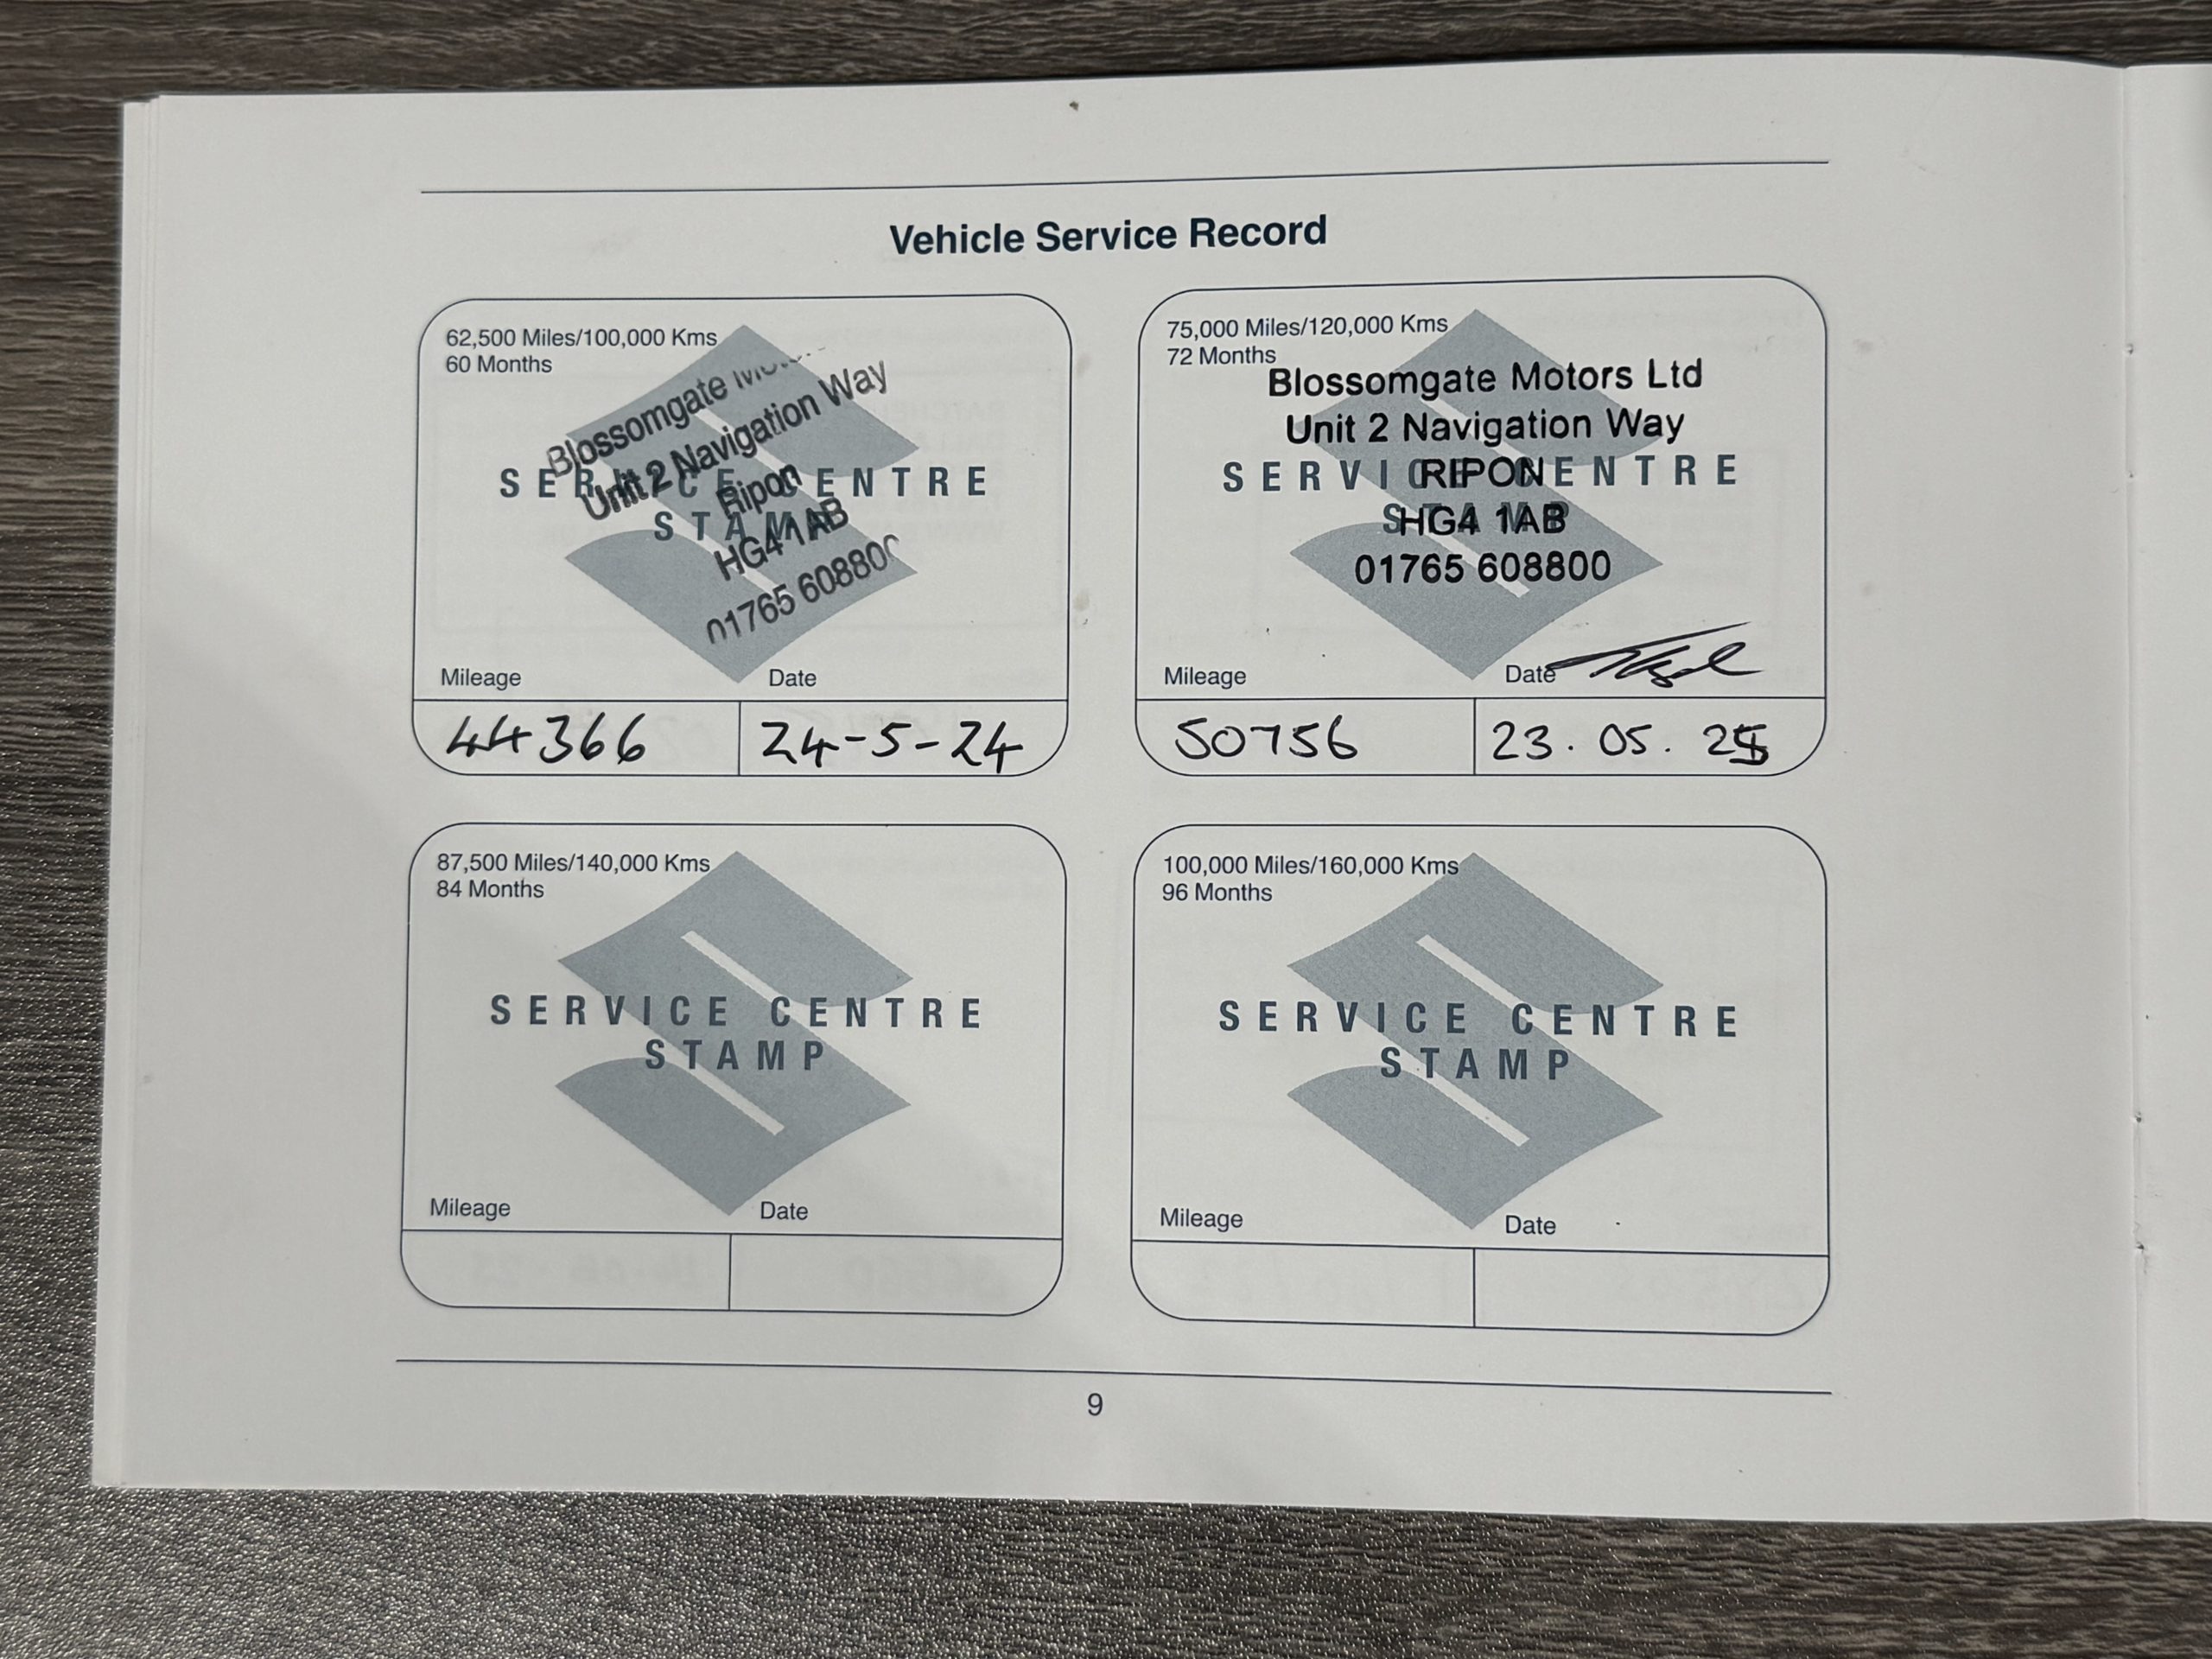 Vehicle Service Record
62,500 Miles/100,000 Kms
60 Months
SERVICE CENTRE
STAMP
Blossomgate
Unit 2 Navigation Way
Ripon
HG4 1AB
01765 608800
Mileage
Date
44366
24-5-24
75,000 Miles/120,000 Kms
72 Months
SERVICE CENTRE
STAMP
Blossomgate Motors Ltd
Unit 2 Navigation Way
RIPON
HG4 1AB
01765 608800
Mileage
Date
50756
23.05.25
87,500 Miles/140,000 Kms
84 Months
SERVICE CENTRE
STAMP
Mileage
Date
100,000 Miles/160,000 Kms
96 Months
SERVICE CENTRE
STAMP
Mileage
Date
9